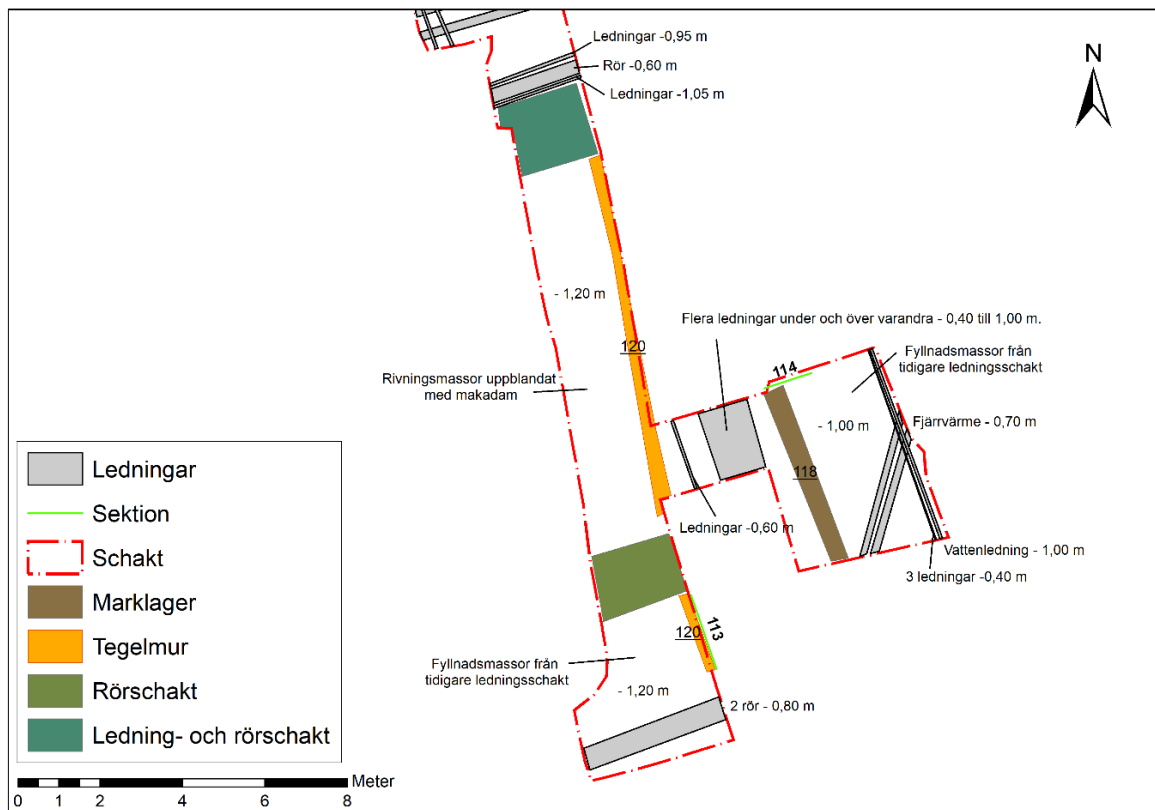 Ledningar -0,95 m
Rör -0,60 m
Ledningar -1,05 m
N
- 1,20 m
120
Flera ledningar under och över varandra - 0,40 till 1,00 m.
114
Fyllnadsmassor från
tidigare ledningsschakt
Rivningsmassor uppblandat
med makadam
- 1,00 m
Fjärrvärme - 0,70 m
118
Ledningar -0,60 m
Vattenledning - 1,00 m
3 ledningar -0,40 m
120
113
Fyllnadsmassor från
tidigare ledningsschakt
- 1,20 m
2 rör - 0,80 m
Ledningar
Sektion
Schakt
Marklager
Tegelmur
Rörschakt
Ledning- och rörschakt
Meter
0 1 2 4 6 8